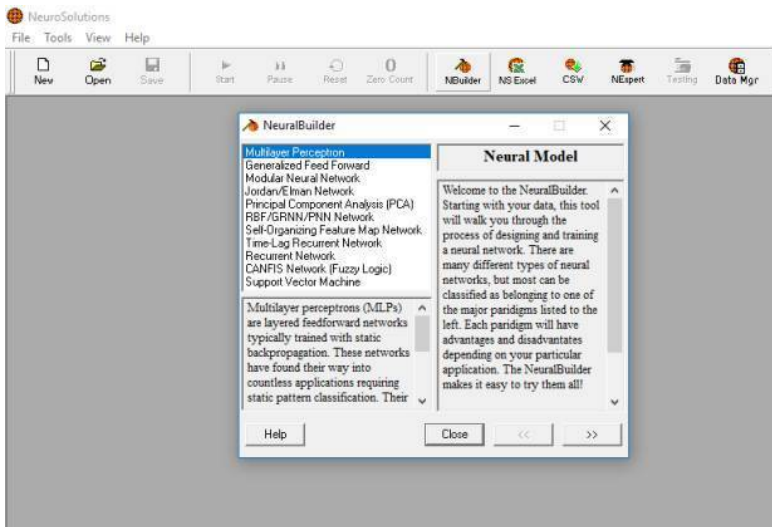 NeuroSolutions
File Tools View Help
New Open Save Start Pause Reset Zero Count NBuilder NS Excel CSW NExpert Testing Data Mgr
NeuralBuilder
Multilayer Perceptron
Generalized Feed Forward
Modular Neural Network
Jordan/Elman Network
Principal Component Analysis (PCA)
RBF/GRNN/PNN Network
Self-Organizing Feature Map Network
Time-Lag Recurrent Network
Recurrent Network
CANFIS Network (Fuzzy Logic)
Support Vector Machine
Multilayer perceptrons (MLPs)
are layered feedforward networks
typically trained with static
backpropagation. These networks
have found their way into
countless applications requiring
static pattern classification. Their
Neural Model
Welcome to the NeuralBuilder.
Starting with your data, this tool
will walk you through the
process of designing and training
a neural network. There are
many different types of neural
networks, but most can be
classified as belonging to one of
the major paridigms listed to the
left. Each paridigm will have
advantages and disadvantates
depending on your particular
application. The NeuralBuilder
makes it easy to try them all!
Help Close << >>